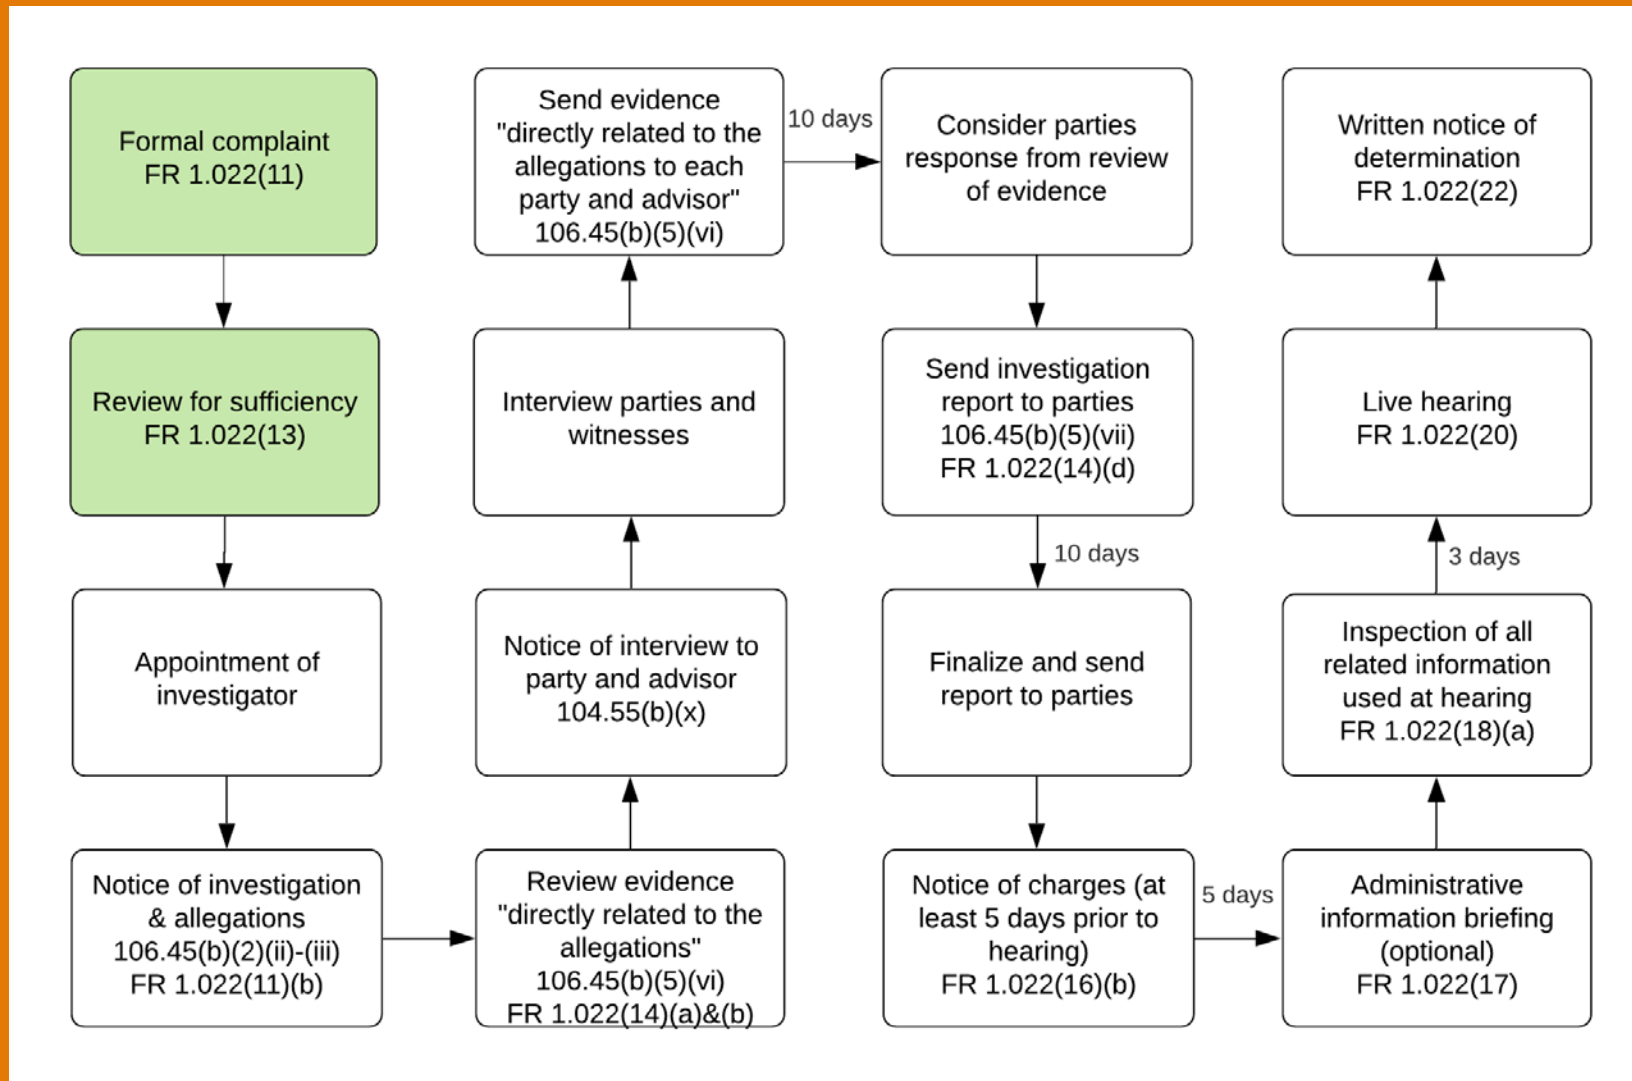 Formal complaint
FR 1.022(11)
Review for sufficiency
FR 1.022(13)
Appointment of
investigator
Notice of investigation
& allegations
106.45(b)(2)(ii)-(iii)
FR 1.022(11)(b)
Review evidence
"directly related to the
allegations"
106.45(b)(5)(vi)
FR 1.022(14)(a)&(b)
Notice of interview to
party and advisor
104.55(b)(x)
Interview parties and
witnesses
Send evidence
"directly related to the
allegations to each
party and advisor"
106.45(b)(5)(vi)
10 days
Consider parties
response from review
of evidence
Send investigation
report to parties
106.45(b)(5)(vii)
FR 1.022(14)(d)
10 days
Finalize and send
report to parties
Notice of charges (at
least 5 days prior to
hearing)
FR 1.022(16)(b)
5 days
Administrative
information briefing
(optional)
FR 1.022(17)
Inspection of all
related information
used at hearing
FR 1.022(18)(a)
3 days
Live hearing
FR 1.022(20)
Written notice of
determination
FR 1.022(22)